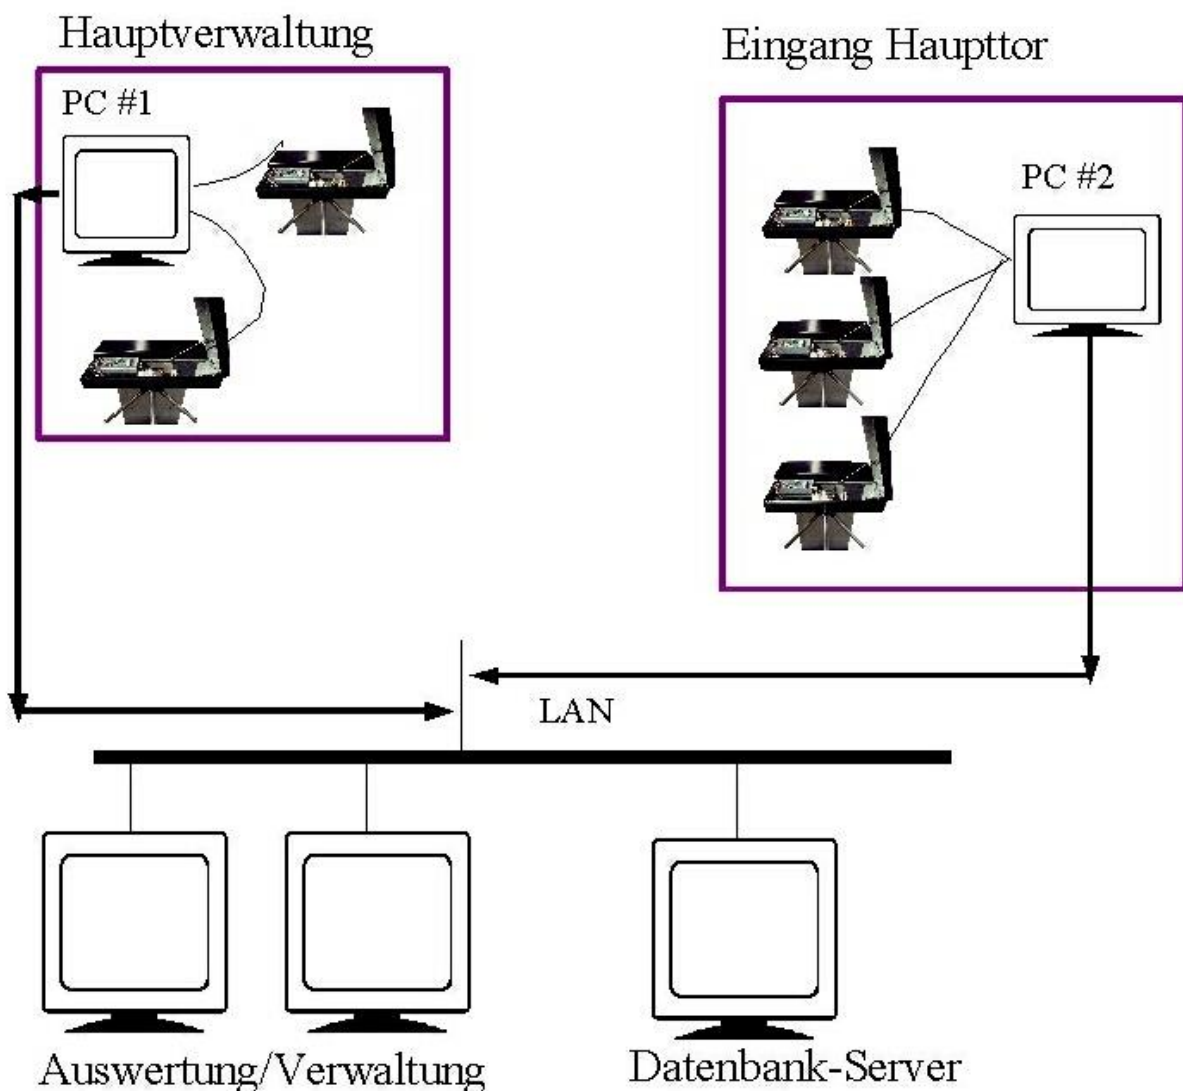 Hauptverwaltung
PC #1
Eingang Haupttor
PC #2
LAN
Auswertung/Verwaltung
Datenbank-Server